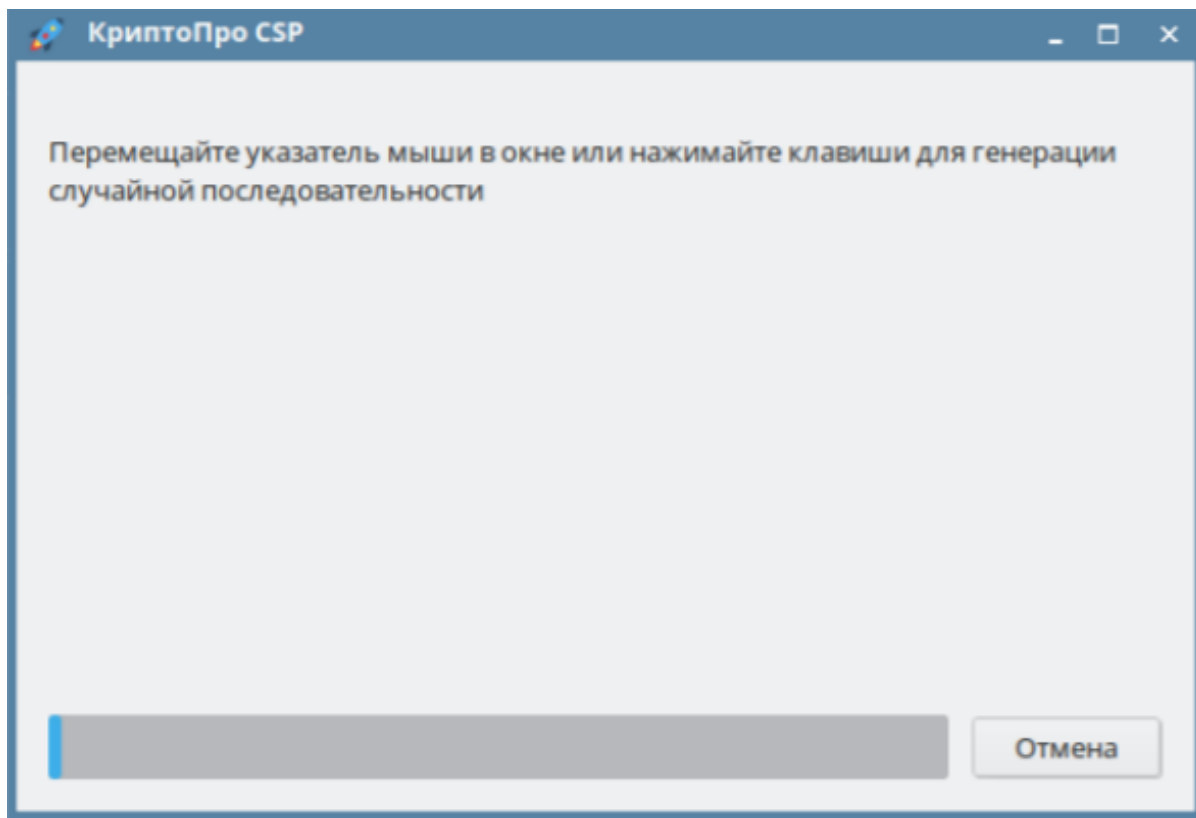 КриптоПро CSP
Перемещайте указатель мыши в окне или нажимайте клавиши для генерации
случайной последовательности
Отмена